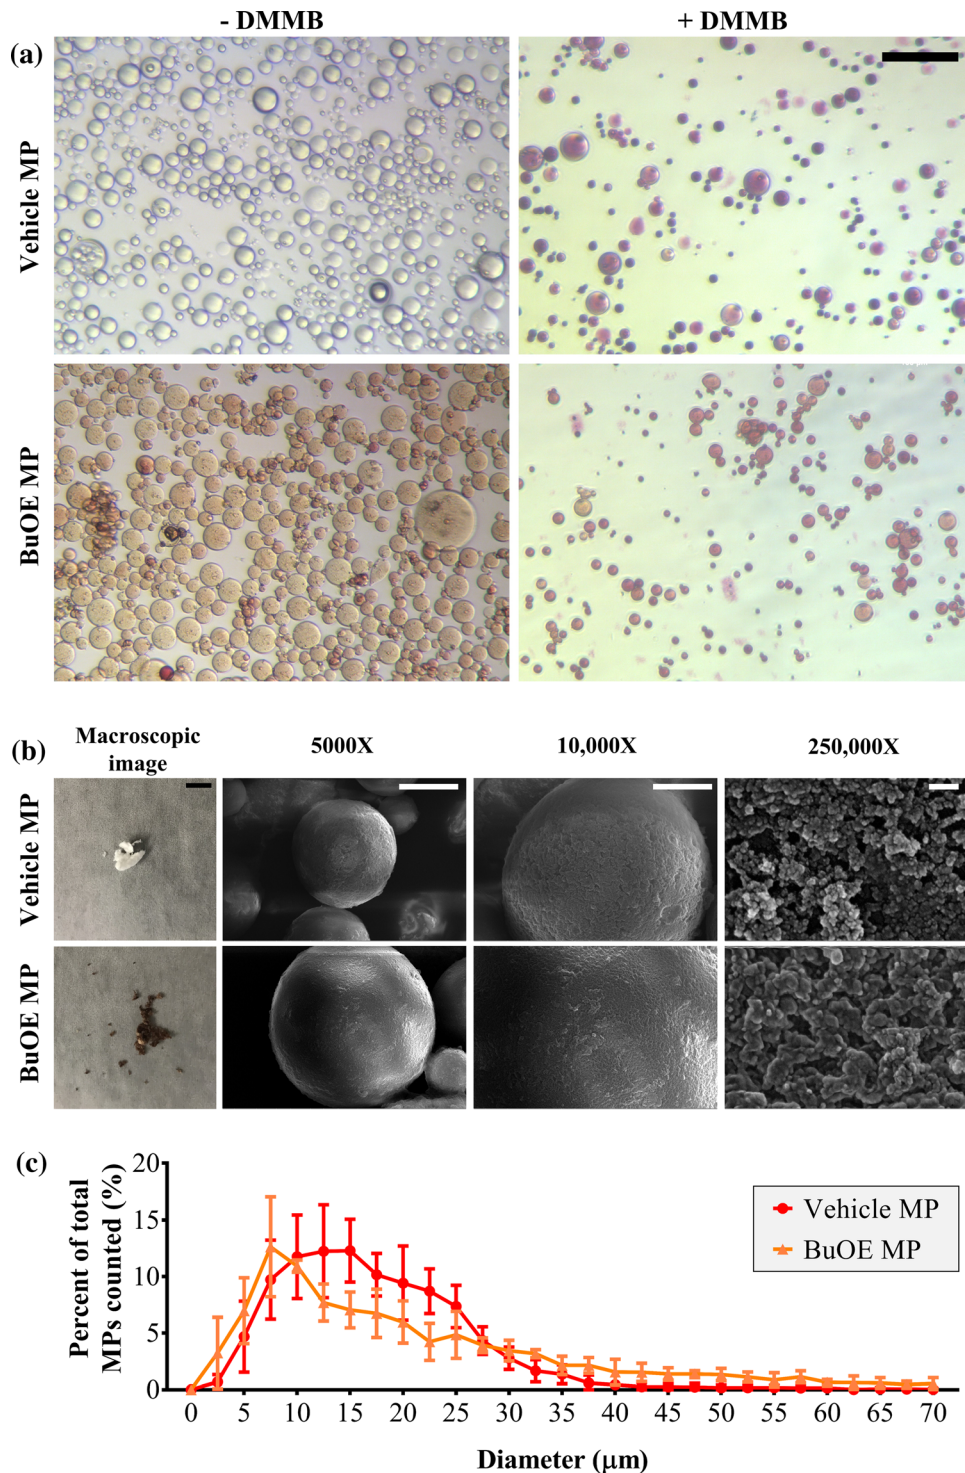 - DMMB
+ DMMB
(a)
Vehicle MP
BuOE MP
(b)
Macroscopic
image
5000X
10,000X
250,000X
Vehicle MP
BuOE MP
(c)
Percent of total
MPs counted (%)
20
15
10
5
0
Vehicle MP
BuOE MP
0 5 10 15 20 25 30 35 40 45 50 55 60 65 70
Diameter (μm)